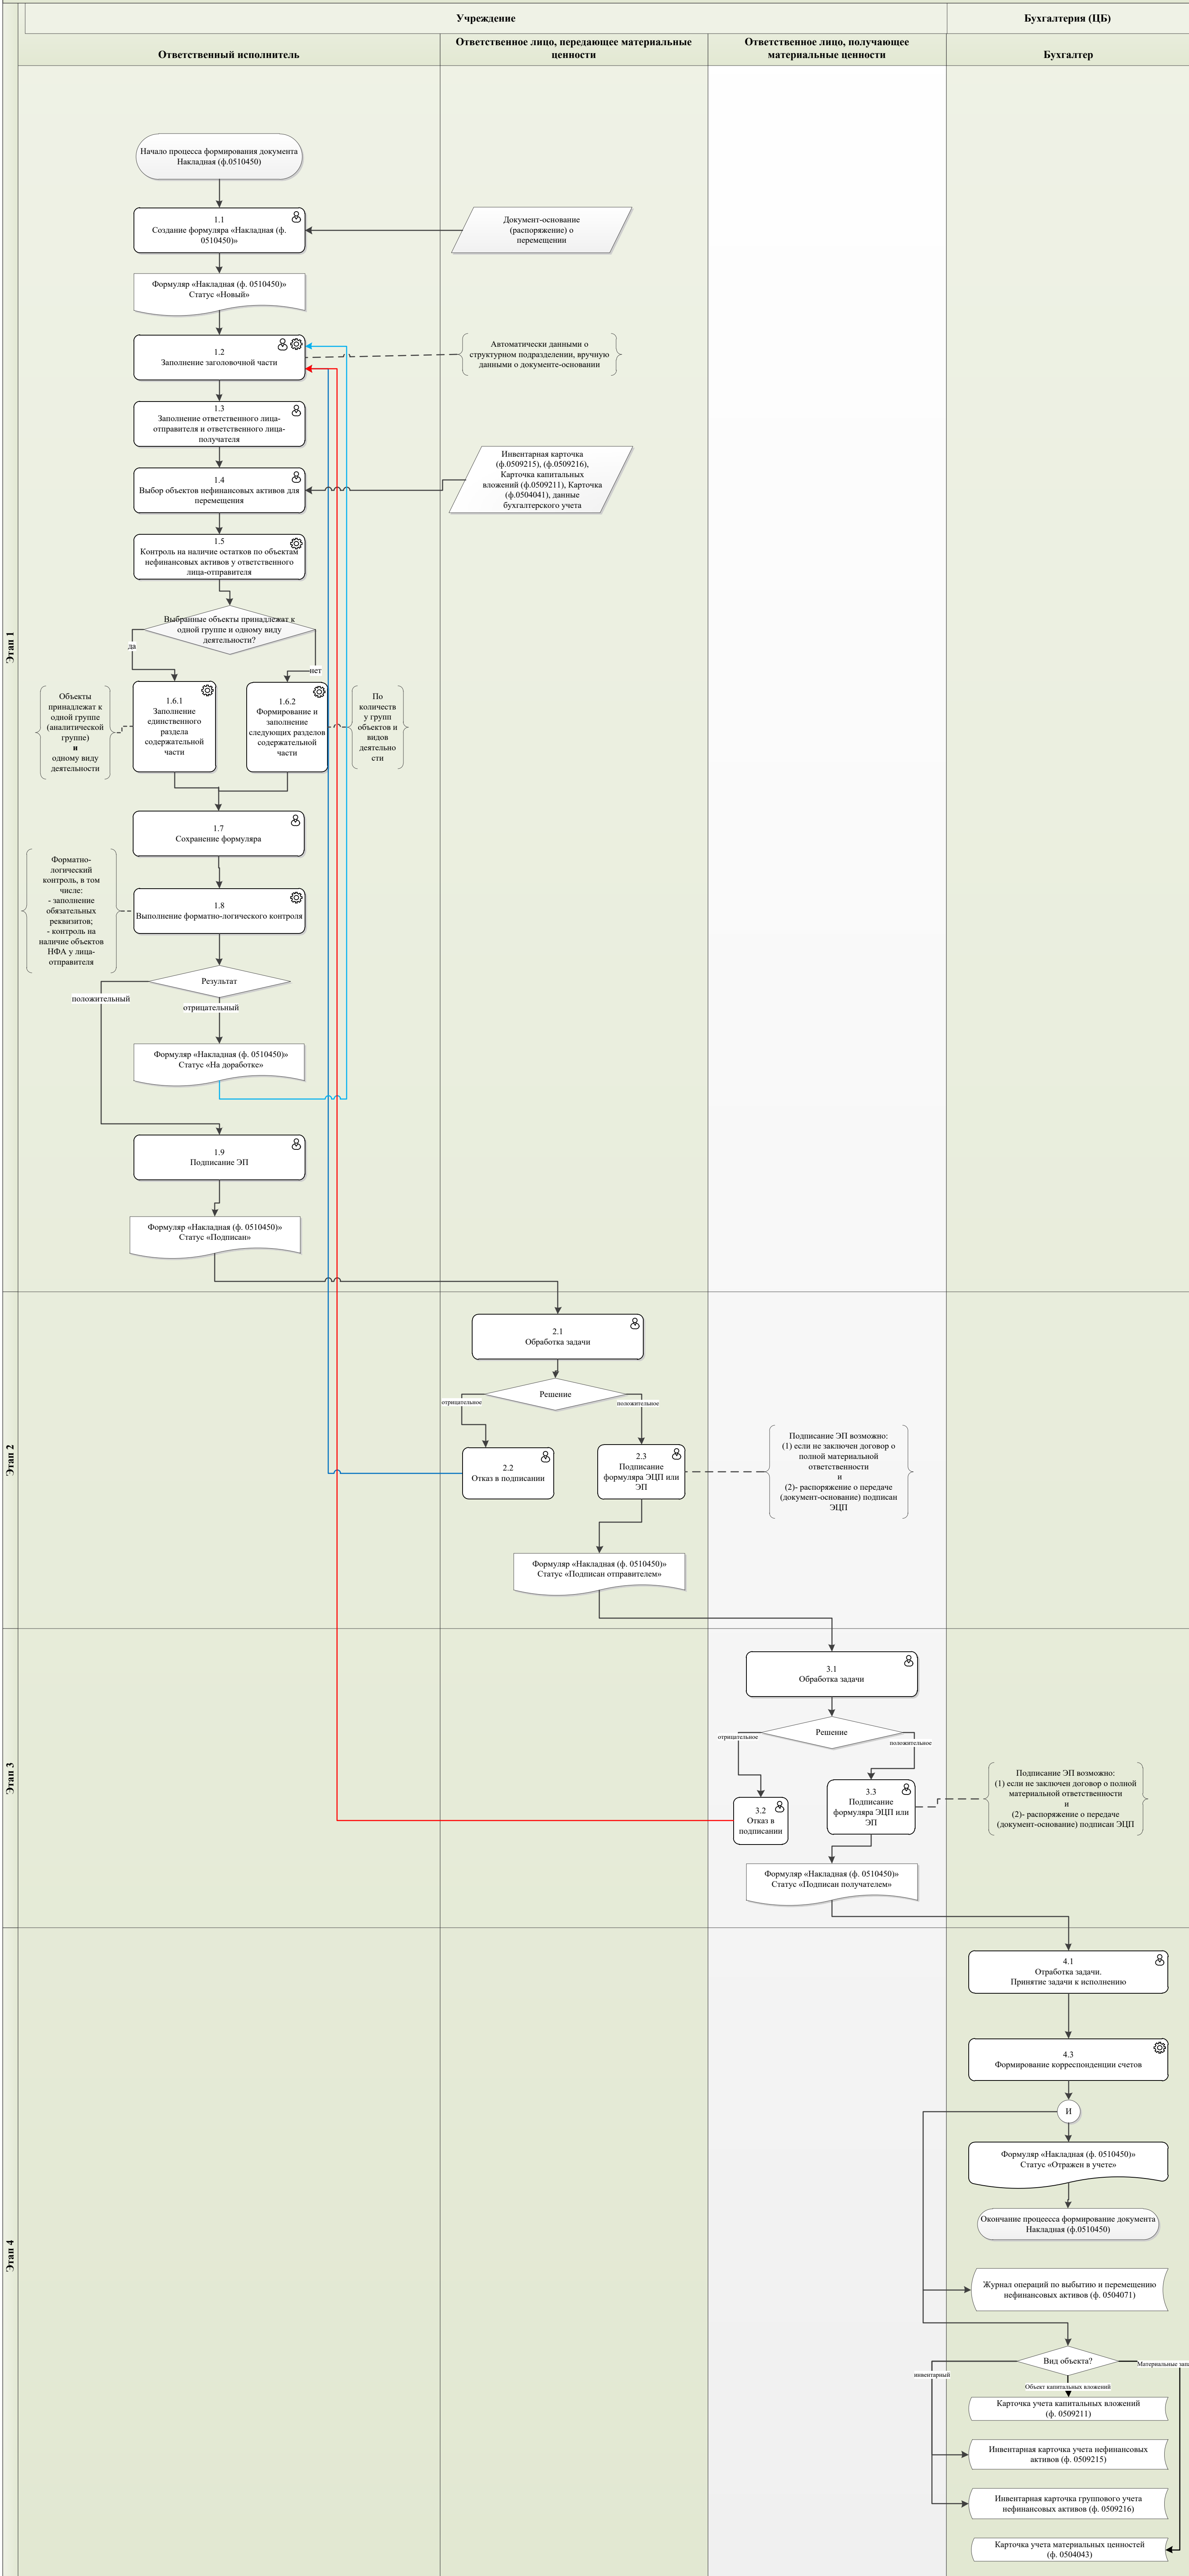 Учреждение
Бухгалтерия (ЦБ)
Ответственный исполнитель
Ответственное лицо, передающее материальные
ценности
Ответственное лицо, получающее
материальные ценности
Бухгалтер
Этап 1
Начало процесса формирования документа
Накладная (ф.0510450)
1.1
Создание формуляра «Накладная (ф.
0510450)»
Документ-основание
(распоряжение) о
перемещении
Формуляр «Накладная (ф. 0510450)»
Статус «Новый»
1.2
Заполнение заголовочной части
Автоматически данными о
структурном подразделении, вручную
данными о документе-основании
1.3
Заполнение ответственного лица-
отправителя и ответственного лица-
получателя
1.4
Выбор объектов нефинансовых активов для
перемещения
Инвентарная карточка
(ф.0509215), (ф.0509216),
Карточка капитальных
вложений (ф.0509211), Карточка
(ф.0504041), данные
бухгалтерского учета
1.5
Контроль на наличие остатков по объектам
нефинансовых активов у ответственного
лица-отправителя
Выбранные объекты принадлежат к
одной группе и одному виду
деятельности?
да
нет
Объекты
принадлежат к
одной группе
(аналитической
группе)
и
одному виду
деятельности
1.6.1
Заполнение
единственного
раздела
содержательной
части
1.6.2
Формирование и
заполнение
следующих разделов
содержательной
части
По
количеств
у групп
объектов и
видов
деятельно
сти
1.7
Сохранение формуляра
Форматно-
логический
контроль, в том
числе:
- заполнение
обязательных
реквизитов;
- контроль на
наличие объектов
НФА у лица-
отправителя
1.8
Выполнение форматно-логического контроля
Результат
положительный
отрицательный
Формуляр «Накладная (ф. 0510450)»
Статус «На доработке»
1.9
Подписание ЭП
Формуляр «Накладная (ф. 0510450)»
Статус «Подписан»
Этап 2
2.1
Обработка задачи
Решение
отрицательное
положительное
2.2
Отказ в подписании
2.3
Подписание
формуляра ЭЦП или
ЭП
Подписание ЭП возможно:
(1) если не заключен договор о
полной материальной
ответственности
и
(2)- распоряжение о передаче
(документ-основание) подписан
ЭЦП
Формуляр «Накладная (ф. 0510450)»
Статус «Подписан отправителем»
Этап 3
3.1
Обработка задачи
Решение
отрицательное
положительное
3.2
Отказ в
подписании
3.3
Подписание
формуляра ЭЦП или
ЭП
Подписание ЭП возможно:
(1) если не заключен договор о полной
материальной ответственности
и
(2)- распоряжение о передаче
(документ-основание) подписан ЭЦП
Формуляр «Накладная (ф. 0510450)»
Статус «Подписан получателем»
Этап 4
4.1
Отработка задачи.
Принятие задачи к исполнению
4.3
Формирование корреспонденции счетов
И
Формуляр «Накладная (ф. 0510450)»
Статус «Отражен в учете»
Окончание процеесса формирование документа
Накладная (ф.0510450)
Журнал операций по выбытию и перемещению
нефинансовых активов (ф. 0504071)
Вид объекта?
инвентарный
Объект капитальных вложений
Материальные
Карточка учета капитальных вложений
(ф. 0509211)
Инвентарная карточка учета нефинансовых
активов (ф. 0509215)
Инвентарная карточка группового учета
нефинансовых активов (ф. 0509216)
Карточка учета материальных ценностей
(ф. 0504043)